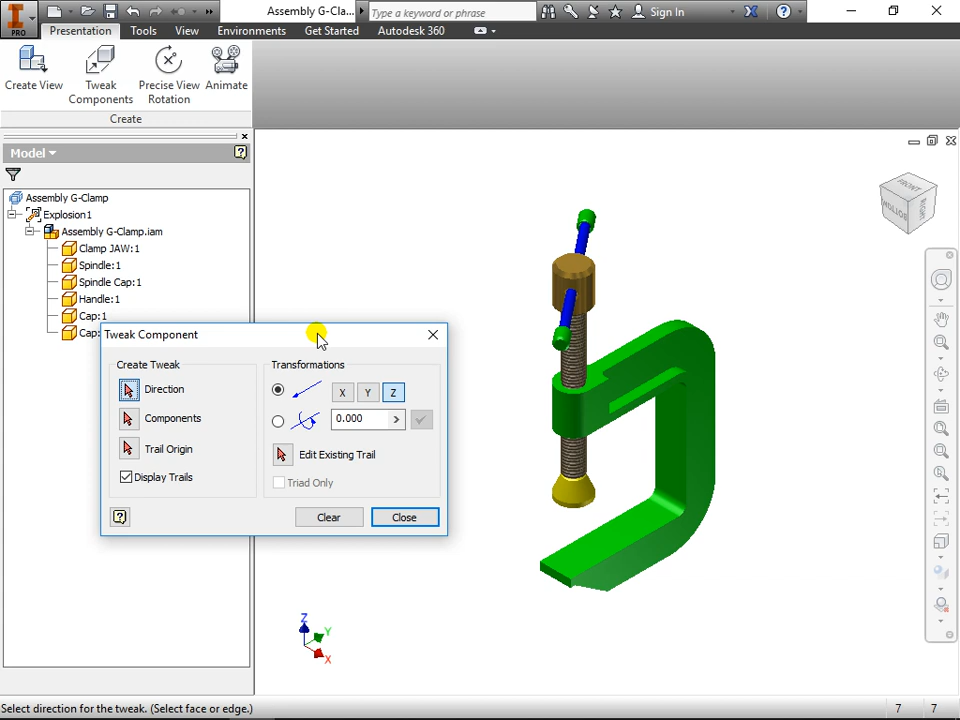 Assembly G-Cla...
Type a keyword or phrase
Sign In
PRO
Presentation
Tools
View
Environments
Get Started
Autodesk 360
Create View
Tweak Components
Precise View Rotation
Animate
Create
Model
Assembly G-Clamp
Explosion1
Assembly G-Clamp.iam
Clamp JAW:1
Spindle:1
Spindle Cap:1
Handle:1
Cap:1
Cap:
Tweak Component
Create Tweak
Direction
Components
Trail Origin
Display Trails
Transformations
X Y Z
0.000
Edit Existing Trail
Triad Only
Clear
Close
FRONT
RIGHT
BOTTOM
Z
Y
X
Select direction for the tweak. (Select face or edge.)
7 7